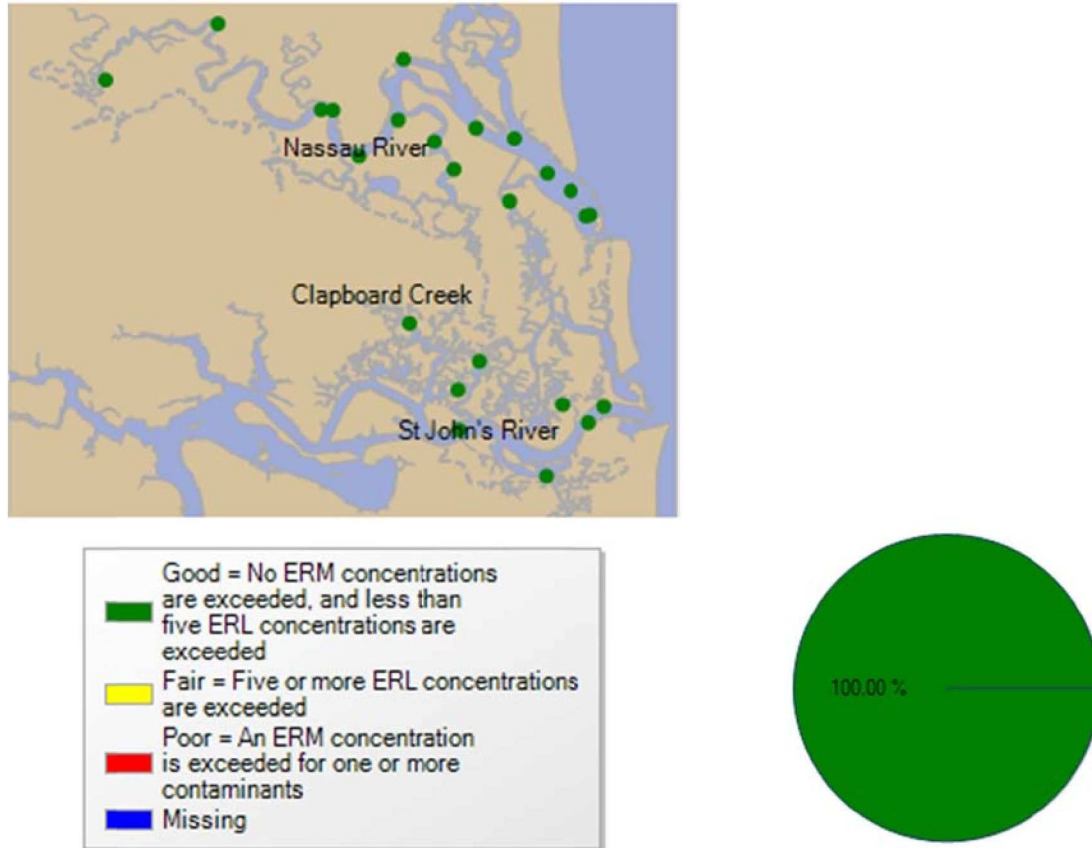 Nassau River
Clapboard Creek
St John's River
Good = No ERM concentrations
are exceeded, and less than
five ERL concentrations are
exceeded
Fair = Five or more ERL concentrations
are exceeded
Poor = An ERM concentration
is exceeded for one or more
contaminants
Missing
100.00 %